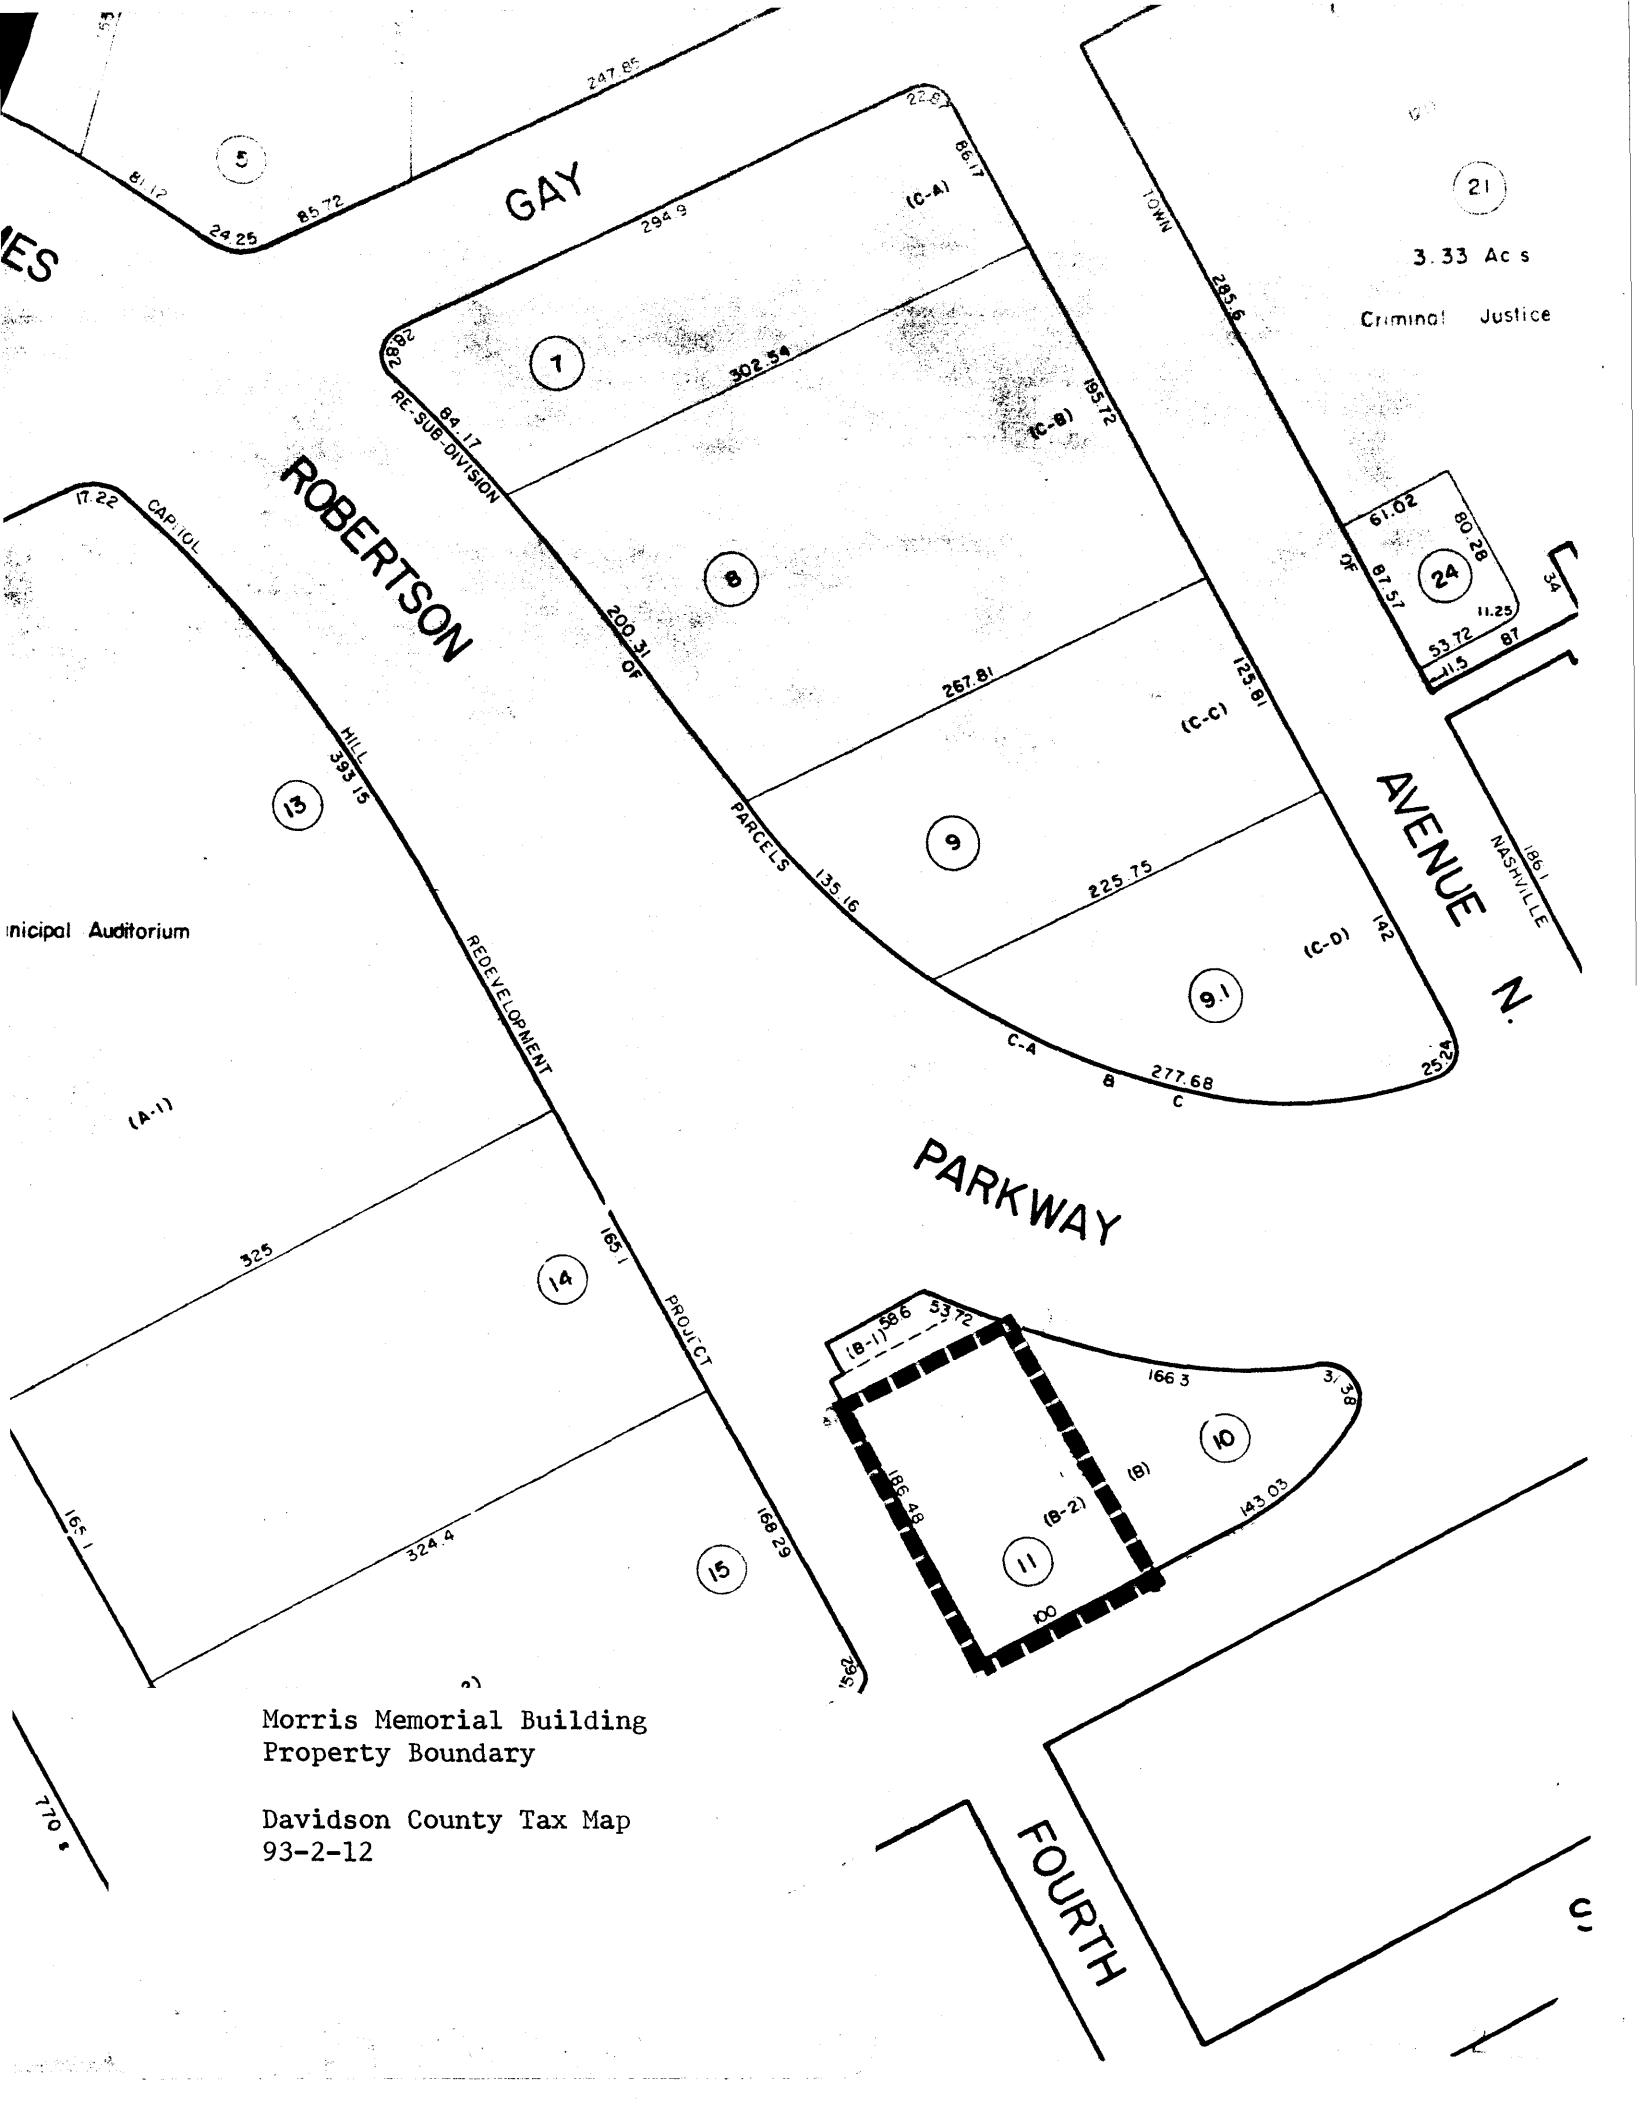 247.85
22.87
5
81.12
24.25
85.72
GAY
294.9
(C-A)
86.17
TOWN
21
3.33 Acs
Criminal Justice
285.6
28.82
7
302.54
84.17
RE-SUB-DIVISION
195.72
(C-B)
17.22
CAPITOL
ROBERTSON
61.02
80.28
OF
87.57
24
11.25
53.72
11.5
87
34
8
200.31
OF
267.81
125.81
(C-C)
HILL
393.15
13
PARCELS
9
135.16
225.75
AVENUE N.
186.1
NASHVILLE
142
(C-D)
9.1
Auditorium
REDEVELOPMENT
C-A
B
277.68
C
25.24
(A-1)
PARKWAY
325
14
165.1
PROJECT
(B-1)
58.6
53.72
166.3
31.38
10
(B)
143.03
186.48
(B-2)
11
100
165.1
324.4
168.29
15
Morris Memorial Building
Property Boundary
Davidson County Tax Map
93-2-12
FOURTH